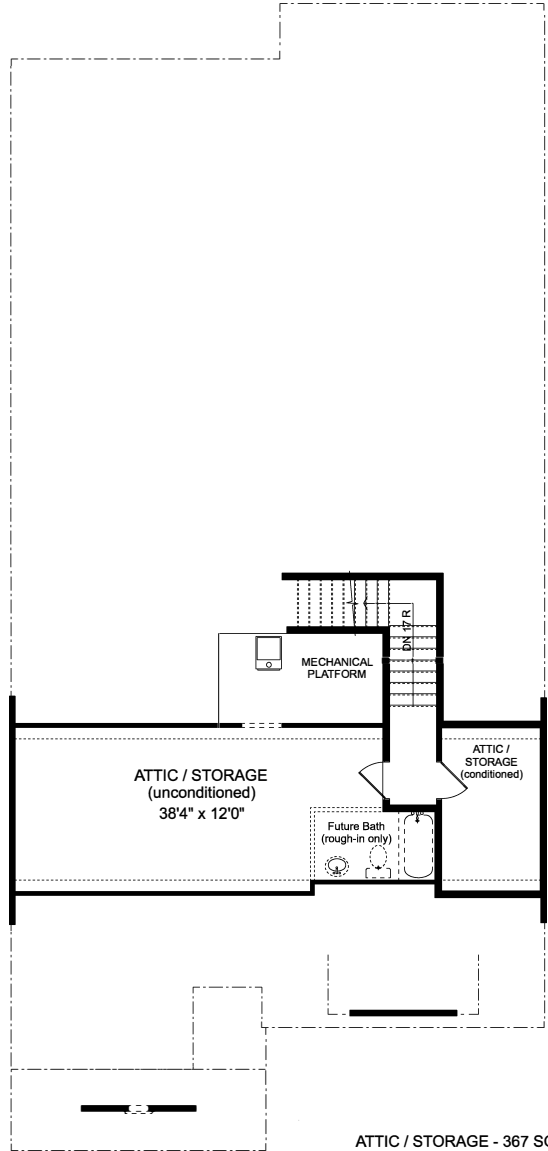 DN 17 R
MECHANICAL
PLATFORM
ATTIC / STORAGE
(unconditioned)
38'4" x 12'0"
ATTIC /
STORAGE
(conditioned)
Future Bath
(rough-in only)
ATTIC / STORAGE - 367 SQ